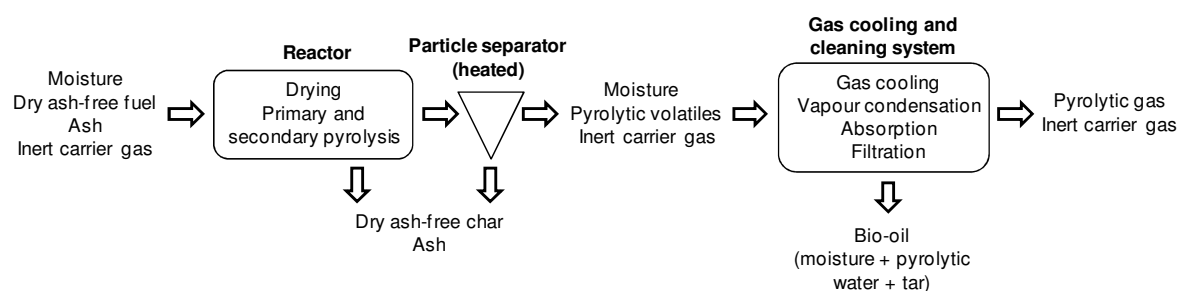 Moisture
Dry ash-free fuel
Ash
Inert carrier gas
Reactor
Drying
Primary and
secondary pyrolysis
Particle separator
(heated)
Dry ash-free char
Ash
Moisture
Pyrolytic volatiles
Inert carrier gas
Gas cooling and
cleaning system
Gas cooling
Vapour condensation
Absorption
Filtration
Bio-oil
(moisture + pyrolytic
water + tar)
Pyrolytic gas
Inert carrier gas